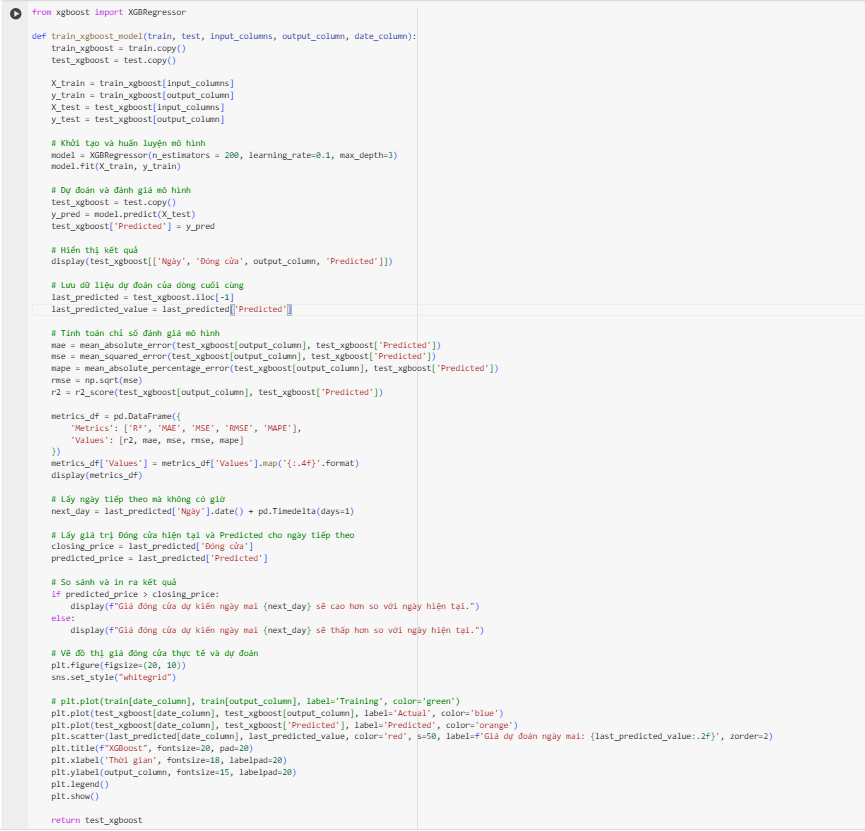 from xgboost import XGBRegressor

def train_xgboost_model(train, test, input_columns, output_column, date_column):
    train_xgboost = train.copy()
    test_xgboost = test.copy()

    X_train = train_xgboost[input_columns]
    y_train = train_xgboost[output_column]
    X_test = test_xgboost[input_columns]
    y_test = test_xgboost[output_column]

    # Khởi tạo và huấn luyện mô hình
    model = XGBRegressor(n_estimators = 200, learning_rate=0.1, max_depth=3)
    model.fit(X_train, y_train)

    # Dự đoán và đánh giá mô hình
    test_xgboost = test.copy()
    y_pred = model.predict(X_test)
    test_xgboost['Predicted'] = y_pred

    # Hiển thị kết quả
    display(test_xgboost[['Ngày', 'Đóng cửa', output_column, 'Predicted']])

    # Lưu dữ liệu dự đoán của dòng cuối cùng
    last_predicted = test_xgboost.iloc[-1]
    last_predicted_value = last_predicted['Predicted']

    # Tính toán chỉ số đánh giá mô hình
    mae = mean_absolute_error(test_xgboost[output_column], test_xgboost['Predicted'])
    mse = mean_squared_error(test_xgboost[output_column], test_xgboost['Predicted'])
    mape = mean_absolute_percentage_error(test_xgboost[output_column], test_xgboost['Predicted'])
    rmse = np.sqrt(mse)
    r2 = r2_score(test_xgboost[output_column], test_xgboost['Predicted'])

    metrics_df = pd.DataFrame({
        'Metrics': ['R²', 'MAE', 'MSE', 'RMSE', 'MAPE'],
        'Values': [r2, mae, mse, rmse, mape]
    })
    metrics_df['Values'] = metrics_df['Values'].map('{:.4f}'.format)
    display(metrics_df)

    # Lấy ngày tiếp theo mà không có giờ
    next_day = last_predicted['Ngày'].date() + pd.Timedelta(days=1)

    # Lấy giá trị Đóng cửa hiện tại và Predicted cho ngày tiếp theo
    closing_price = last_predicted['Đóng cửa']
    predicted_price = last_predicted['Predicted']

    # So sánh và in ra kết quả
    if predicted_price > closing_price:
        display(f"Giá đóng cửa dự kiến ngày mai {next_day} sẽ cao hơn so với ngày hiện tại.")
    else:
        display(f"Giá đóng cửa dự kiến ngày mai {next_day} sẽ thấp hơn so với ngày hiện tại.")

    # Vẽ đồ thị giá đóng cửa thực tế và dự đoán
    plt.figure(figsize=(20, 10))
    sns.set_style("whitegrid")

    # plt.plot(train[date_column], train[output_column], label='Training', color='green')
    plt.plot(test_xgboost[date_column], test_xgboost[output_column], label='Actual', color='blue')
    plt.plot(test_xgboost[date_column], test_xgboost['Predicted'], label='Predicted', color='orange')
    plt.scatter(last_predicted[date_column], last_predicted_value, color='red', s=50, label=f'Giá dự đoán ngày mai: {last_predicted_value:.2f}', zorder=2)
    plt.title(f"XGBoost", fontsize=20, pad=20)
    plt.xlabel('Thời gian', fontsize=18, labelpad=20)
    plt.ylabel(output_column, fontsize=15, labelpad=20)
    plt.legend()
    plt.show()

    return test_xgboost